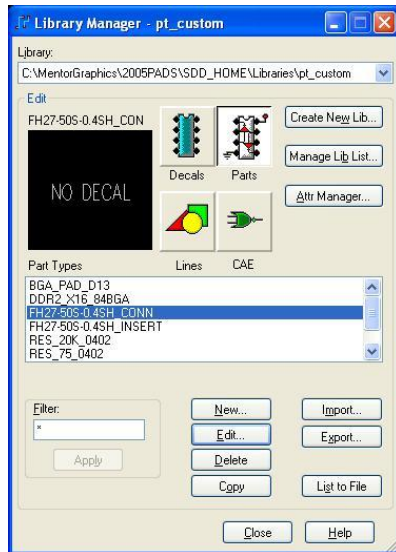 Library Manager - pt_custom
Library:
C:\MentorGraphics\2005PADS\SDD_HOME\Libraries\pt_custom
Edit
FH27-50S-0.4SH_CON
NO DECAL
Decals
Parts
Lines
CAE
Create New Lib...
Manage Lib List...
Attr Manager...
Part Types
BGA_PAD_D13
DDR2_X16_84BGA
FH27-50S-0.4SH_CONN
FH27-50S-0.4SH_INSERT
RES_20K_0402
RES_75_0402
Filter:
*
Apply
New...
Edit...
Delete
Copy
Import...
Export...
List to File
Close
Help